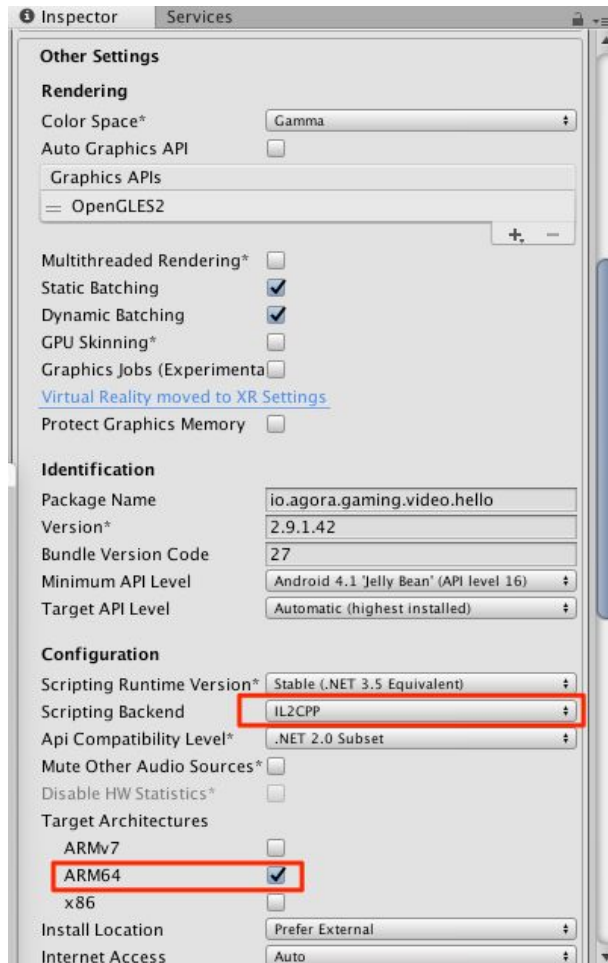 Inspector Services
Other Settings
Rendering
Color Space* Gamma
Auto Graphics API
Graphics APIs
= OpenGLES2
+ −
Multithreaded Rendering*
Static Batching
Dynamic Batching
GPU Skinning*
Graphics Jobs (Experimenta
Virtual Reality moved to XR Settings
Protect Graphics Memory
Identification
Package Name io.agora.gaming.video.hello
Version* 2.9.1.42
Bundle Version Code 27
Minimum API Level Android 4.1 'Jelly Bean' (API level 16)
Target API Level Automatic (highest installed)
Configuration
Scripting Runtime Version* Stable (.NET 3.5 Equivalent)
Scripting Backend IL2CPP
Api Compatibility Level* .NET 2.0 Subset
Mute Other Audio Sources*
Disable HW Statistics*
Target Architectures
ARMv7
ARM64
x86
Install Location Prefer External
Internet Access Auto